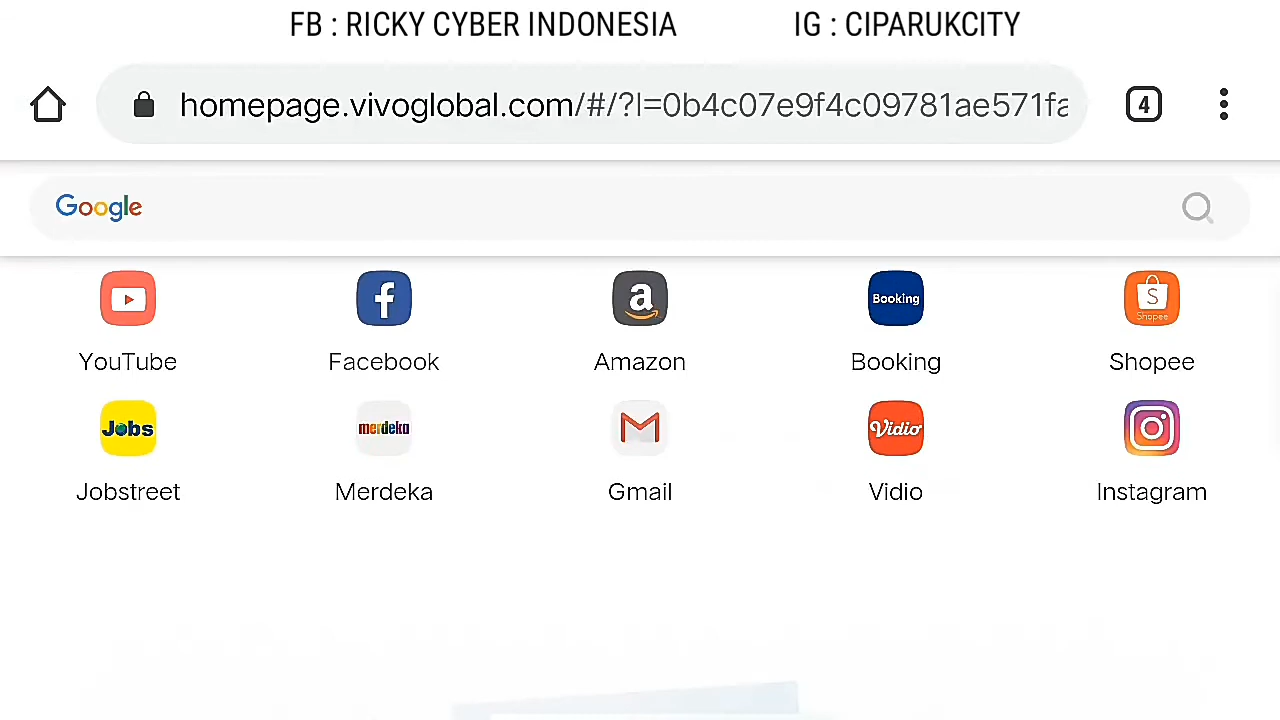 FB : RICKY CYBER INDONESIA IG : CIPARUKCITY
homepage.vivoglobal.com/#/?l=0b4c07e9f4c09781ae571fa 4
Google
Booking S Shopee
YouTube Facebook Amazon Booking Shopee
Jobs merdeka Vidio
Jobstreet Merdeka Gmail Vidio Instagram